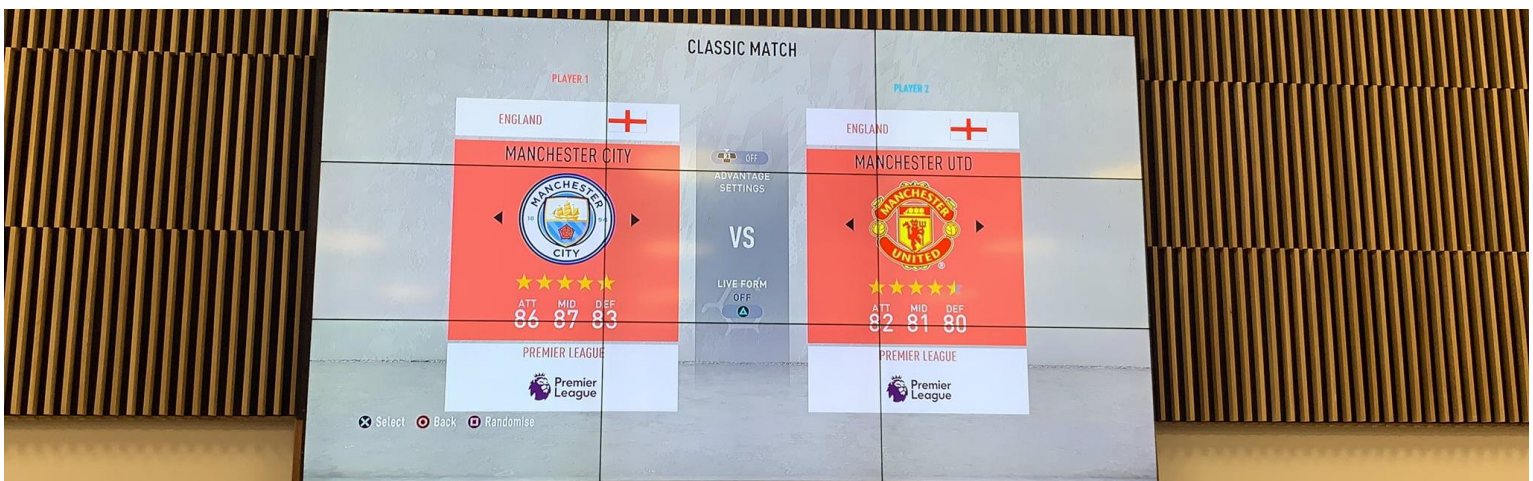 CLASSIC MATCH
PLAYER 1
ENGLAND
MANCHESTER CITY
MANCHESTER
18 94
CITY
ATT MID DEF
86 87 83
PREMIER LEAGUE
Premier
League
OFF
ADVANTAGE
SETTINGS
VS
LIVE FORM
OFF
PLAYER 2
ENGLAND
MANCHESTER UTD
MANCHESTER
UNITED
®
ATT MID DEF
82 81 80
PREMIER LEAGUE
Premier
League
Select Back Randomise